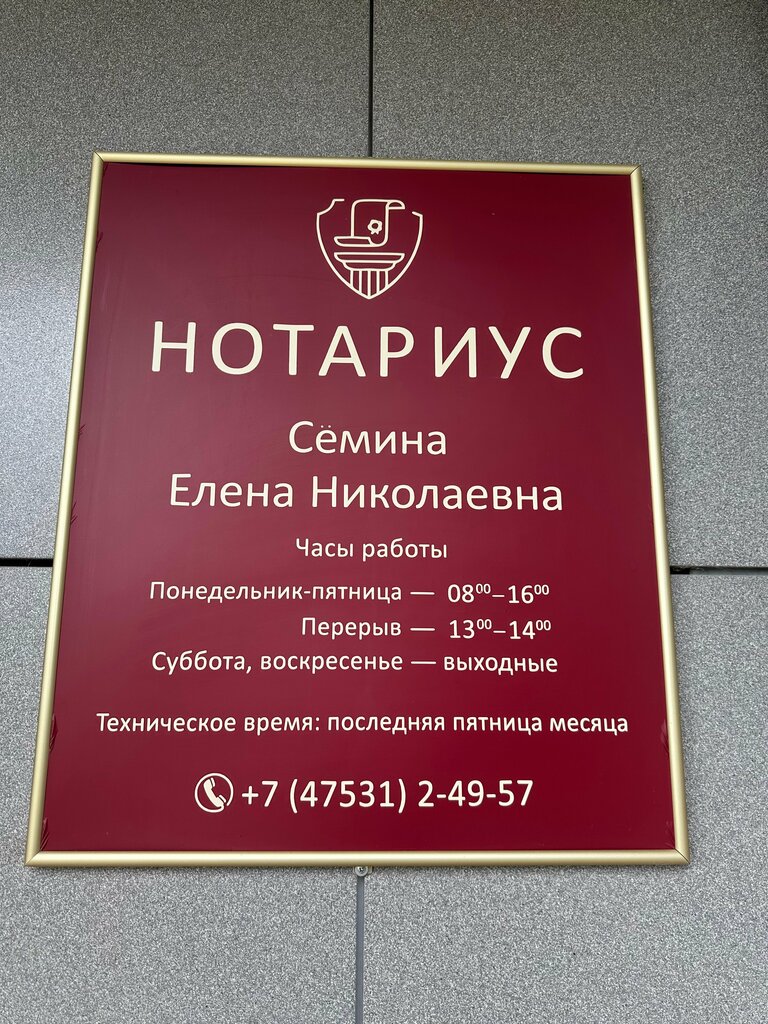 НОТАРИУС
Сёмина
Елена Николаевна
Часы работы
Понедельник-пятница — 08⁰⁰–16⁰⁰
Перерыв — 13⁰⁰–14⁰⁰
Суббота, воскресенье — выходные
Техническое время: последняя пятница месяца
+7 (47531) 2-49-57